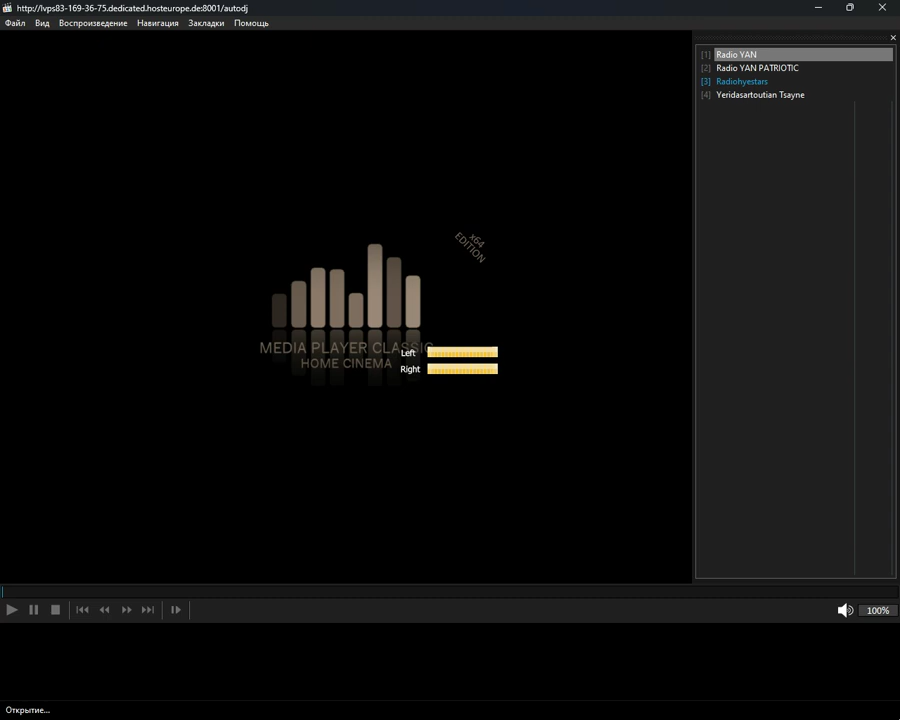 http://lvps83-169-36-75.dedicated.hosteurope.de:8001/autodj
Файл Вид Воспроизведение Навигация Закладки Помощь
[1] Radio YAN
[2] Radio YAN PATRIOTIC
[3] Radiohyestars
[4] Yeridasartoutian Tsayne
x64
EDITION
MEDIA PLAYER CLASSIC
HOME CINEMA
Left
Right
100%
Открытие...